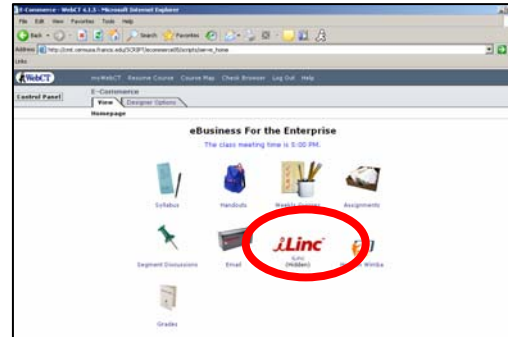 E-Commerce - WebCT 4.1.5 - Microsoft Internet Explorer
File Edit View Favorites Tools Help
Back Search Favorites
Address
Links
WebCT myWebCT Resume Course Course Map Check Browser Log Out Help
Control Panel
E-Commerce
View Designer Options
Homepage
eBusiness For the Enterprise
The class meeting time is 5:00 PM.
Syllabus Handouts Assignments
iLinc
Segment Discussions Email iLinc Wimba
(Hidden)
Grades